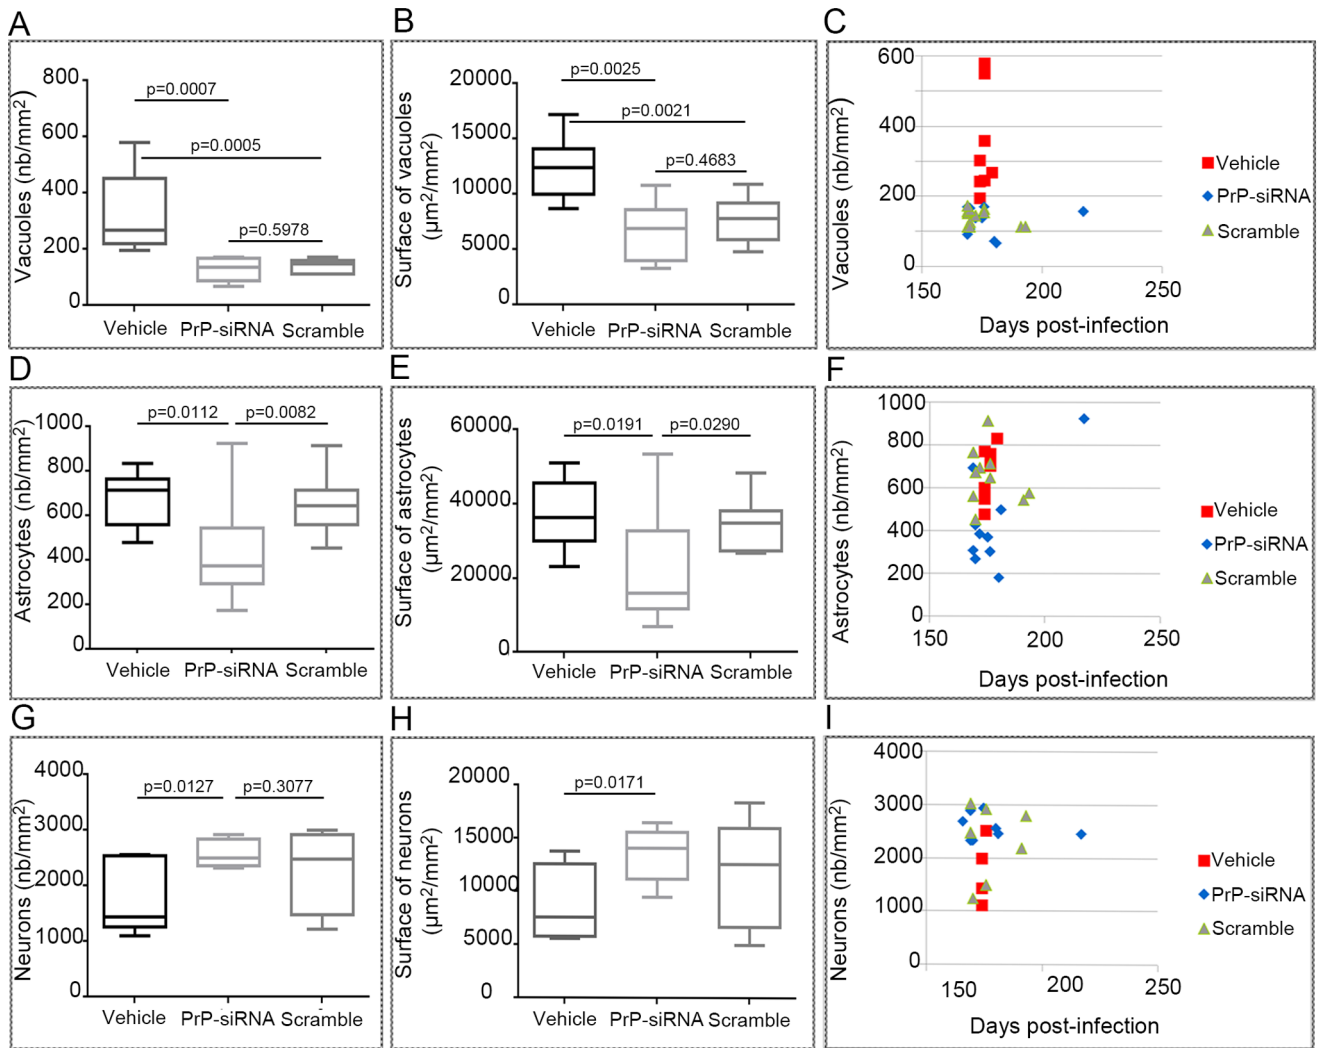 A
Vacuoles (nb/mm2)
800
600
400
200
0
p=0.0007
p=0.0005
p=0.5978
Vehicle PrP-siRNA Scramble
B
Surface of vacuoles
(µm2/mm2)
20000
15000
10000
5000
0
p=0.0025
p=0.0021
p=0.4683
Vehicle PrP-siRNA Scramble
C
Vacuoles (nb/mm2)
600
400
200
0
150 200 250
Days post-infection
Vehicle
PrP-siRNA
Scramble
D
Astrocytes (nb/mm2)
1000
800
600
400
200
0
p=0.0112 p=0.0082
Vehicle PrP-siRNA Scramble
E
Surface of astrocytes
(µm2/mm2)
60000
40000
20000
0
p=0.0191 p=0.0290
Vehicle PrP-siRNA Scramble
F
Astrocytes (nb/mm2)
1000
800
600
400
200
0
150 200 250
Days post-infection
Vehicle
PrP-siRNA
Scramble
G
Neurons (nb/mm2)
4000
3000
2000
1000
0
p=0.0127 p=0.3077
Vehicle PrP-siRNA Scramble
H
Surface of neurons
(µm2/mm2)
20000
15000
10000
5000
0
p=0.0171
Vehicle PrP-siRNA Scramble
I
Neurons (nb/mm2)
4000
3000
2000
1000
0
150 200 250
Days post-infection
Vehicle
PrP-siRNA
Scramble